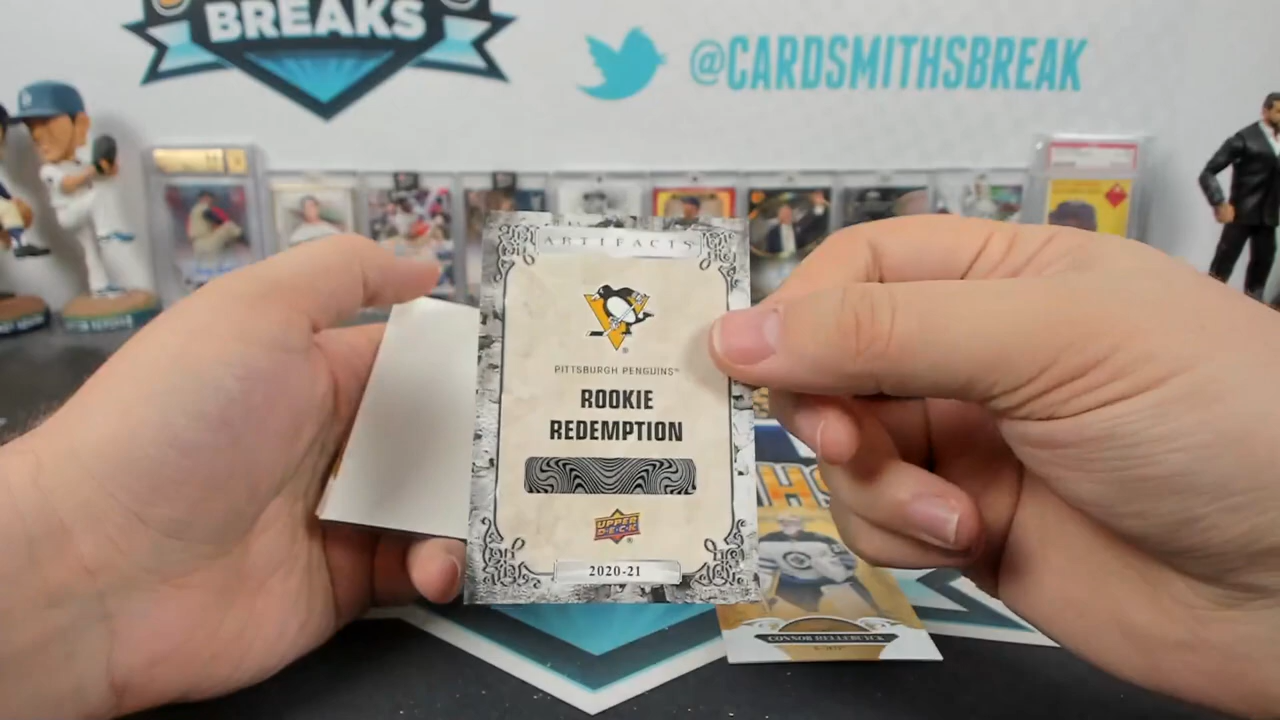 BREAKS
@CARDSMITHSBREAK
ARTIFACTS
PITTSBURGH PENGUINS
ROOKIE
REDEMPTION
UPPER
DECK
2020-21
CONNOR HELLEBUYCK